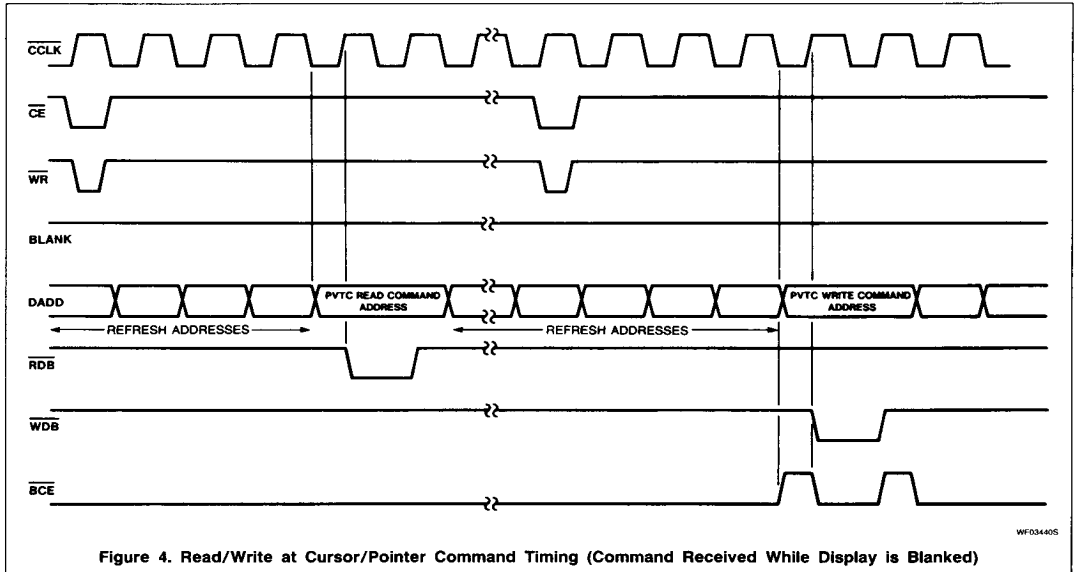 CCLK
CE
WR
BLANK
DADD
PVTC READ COMMAND
ADDRESS
PVTC WRITE COMMAND
ADDRESS
REFRESH ADDRESSES
REFRESH ADDRESSES
RDB
WDB
BCE
WF03440S
Figure 4. Read/Write at Cursor/Pointer Command Timing (Command Received While Display is Blanked)